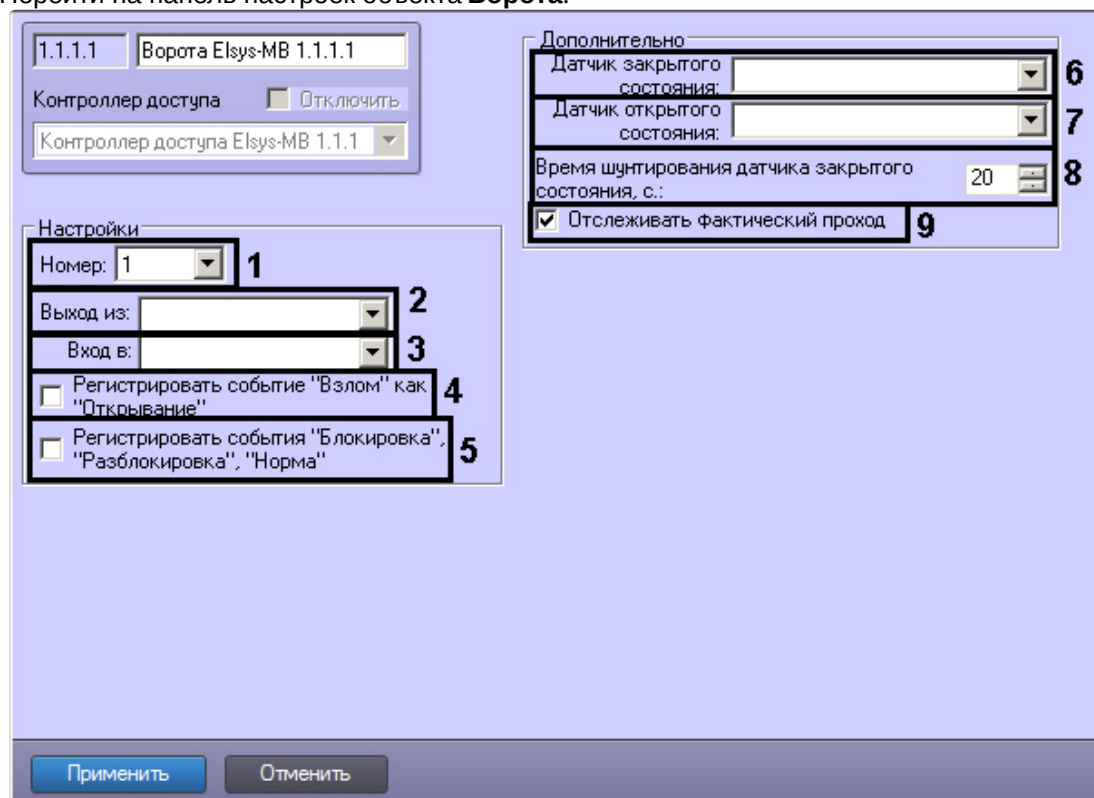 Перейти на панель настроек объекта Ворота.
1.1.1.1
Ворота Elsys-MB 1.1.1.1
Контроллер доступа
Отключить
Контроллер доступа Elsys-MB 1.1.1
Настройки
Номер: 1
1
Выход из:
2
Вход в:
3
Регистрировать событие "Взлом" как
"Открывание"
4
Регистрировать события "Блокировка",
"Разблокировка", "Норма"
5
Дополнительно
Датчик закрытого
состояния:
6
Датчик открытого
состояния:
7
Время шунтирования датчика закрытого
состояния, с.:
20
8
Отслеживать фактический проход
9
Применить
Отменить